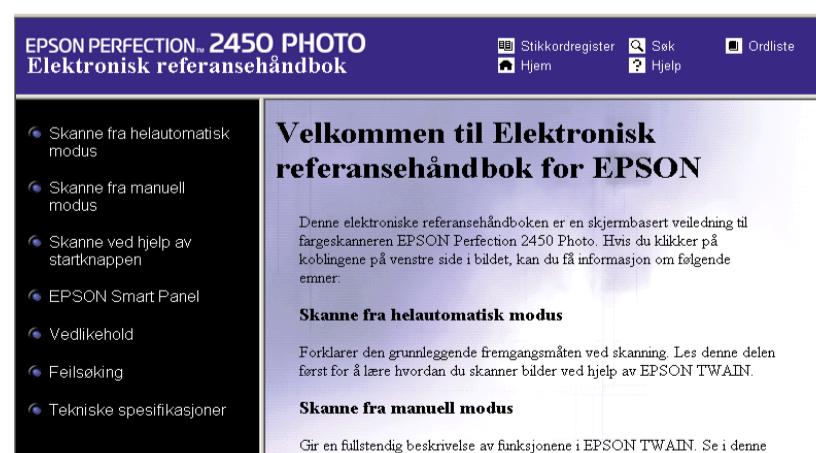 EPSON PERFECTION™ 2450 PHOTO
Elektronisk referansehåndbok
Stikkordregister Søk Ordliste
Hjem Hjelp
Skanne fra helautomatisk
modus
Skanne fra manuell
modus
Skanne ved hjelp av
startknappen
EPSON Smart Panel
Vedlikehold
Feilsøking
Tekniske spesifikasjoner
Velkommen til Elektronisk
referansehåndbok for EPSON
Denne elektroniske referansehåndboken er en skjermbasert veiledning til
fargeskanneren EPSON Perfection 2450 Photo. Hvis du klikker på
koblingene på venstre side i bildet, kan du få informasjon om følgende
emner:
Skanne fra helautomatisk modus
Forklarer den grunnleggende fremgangsmåten ved skanning. Les denne delen
først for å lære hvordan du skanner bilder ved hjelp av EPSON TWAIN.
Skanne fra manuell modus
Gir en fullstendig beskrivelse av funksjonene i EPSON TWAIN. Se i denne